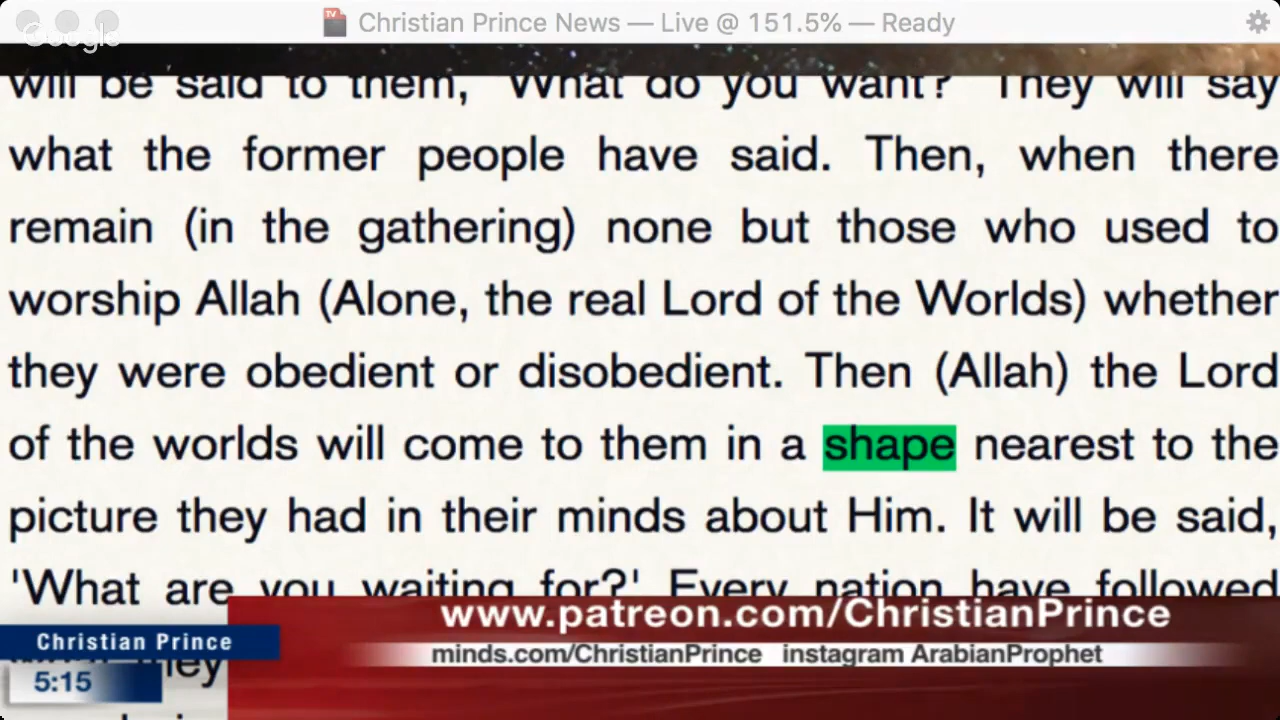 Christian Prince News — Live @ 151.5% — Ready
Google
will be said to them, 'What do you want?' They will say
what the former people have said. Then, when there
remain (in the gathering) none but those who used to
worship Allah (Alone, the real Lord of the Worlds) whether
they were obedient or disobedient. Then (Allah) the Lord
of the worlds will come to them in a shape nearest to the
picture they had in their minds about Him. It will be said,
'What are you waiting for?' Every nation have followed
they
www.patreon.com/ChristianPrince
Christian Prince
minds.com/ChristianPrince instagram ArabianProphet
5:15